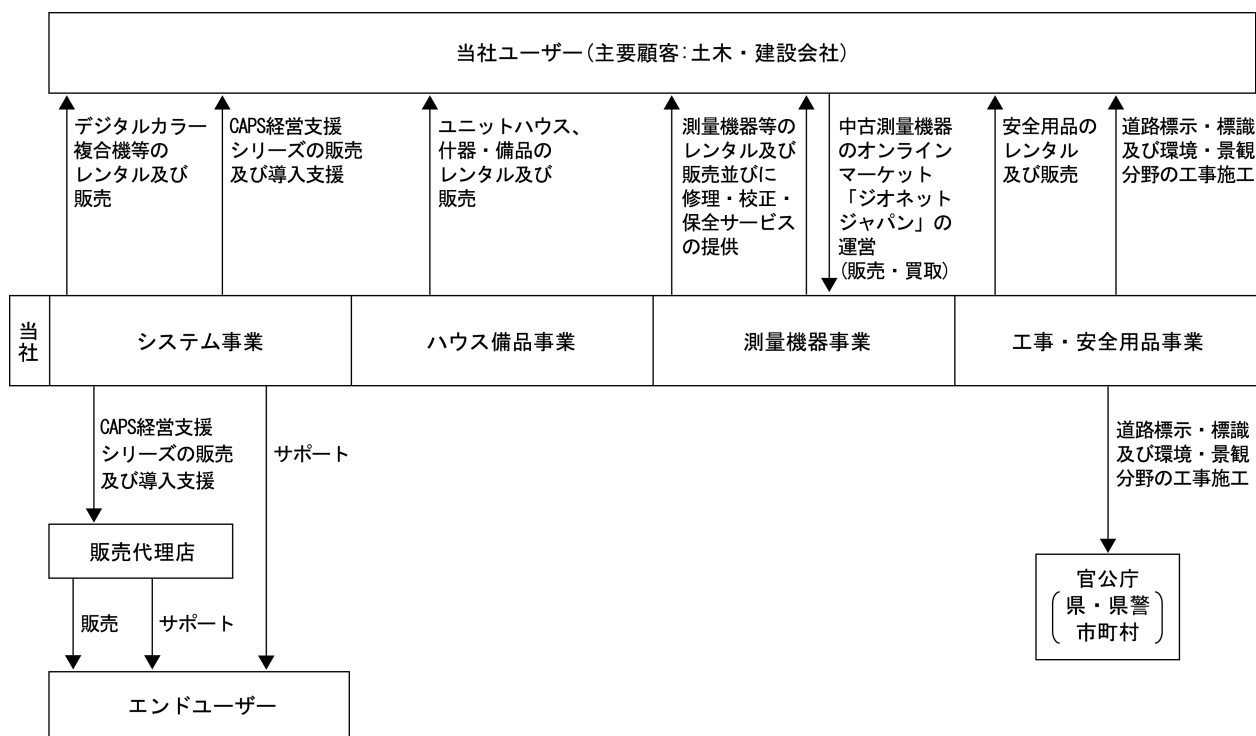 当社ユーザー(主要顧客:土木・建設会社)
デジタルカラー
複合機等の
レンタル及び
販売
CAPS経営支援
シリーズの販売
及び導入支援
ユニットハウス、
什器・備品の
レンタル及び
販売
測量機器等の
レンタル及び
販売並びに
修理・校正・
保全サービス
の提供
中古測量機器
のオンライン
マーケット
「ジオネット
ジャパン」の
運営
(販売・買取)
安全用品の
レンタル
及び販売
道路標示・標識
及び環境・景観
分野の工事施工
当社
システム事業
ハウス備品事業
測量機器事業
工事・安全用品事業
CAPS経営支援
シリーズの販売
及び導入支援
サポート
道路標示・標識
及び環境・景観
分野の工事施工
販売代理店
官公庁
県・県警
市町村
販売
サポート
エンドユーザー